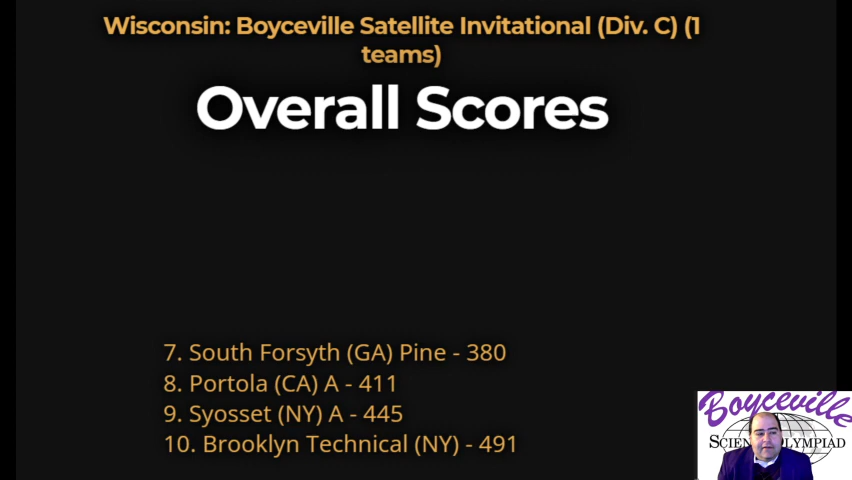 Wisconsin: Boyceville Satellite Invitational (Div. C) (1
teams)
Overall Scores
7. South Forsyth (GA) Pine - 380
8. Portola (CA) A - 411
9. Syosset (NY) A - 445
10. Brooklyn Technical (NY) - 491
Boyceville